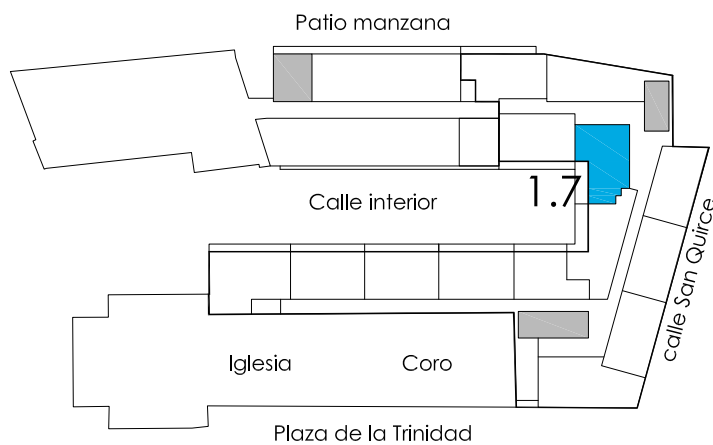 Patio manzana
1.7
Calle interior
calle San Quirce
Iglesia
Coro
Plaza de la Trinidad